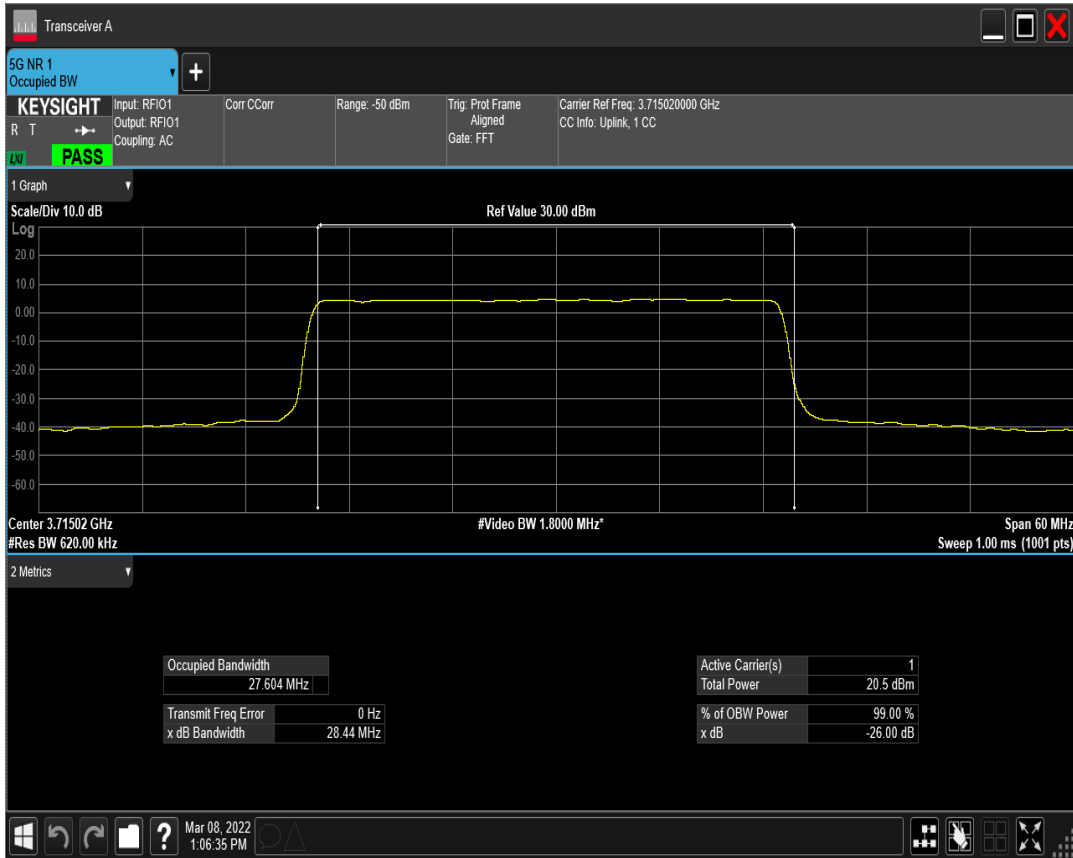 Transceiver A
5G NR 1
Occupied BW
KEYSIGHT
R T
LXI
PASS
Input: RFIO1
Output: RFIO1
Coupling: AC
Corr CCorr
Range: -50 dBm
Trig: Prot Frame
Aligned
Gate: FFT
Carrier Ref Freq: 3.715020000 GHz
CC Info: Uplink, 1 CC
1 Graph
Scale/Div 10.0 dB
Ref Value 30.00 dBm
Log
20.0
10.0
0.00
-10.0
-20.0
-30.0
-40.0
-50.0
-60.0
Center 3.71502 GHz
#Video BW 1.8000 MHz*
Span 60 MHz
#Res BW 620.00 kHz
Sweep 1.00 ms (1001 pts)
2 Metrics
Occupied Bandwidth
27.604 MHz
Transmit Freq Error 0 Hz
x dB Bandwidth 28.44 MHz
Active Carrier(s) 1
Total Power 20.5 dBm
% of OBW Power 99.00 %
x dB -26.00 dB
?
Mar 08, 2022
1:06:35 PM